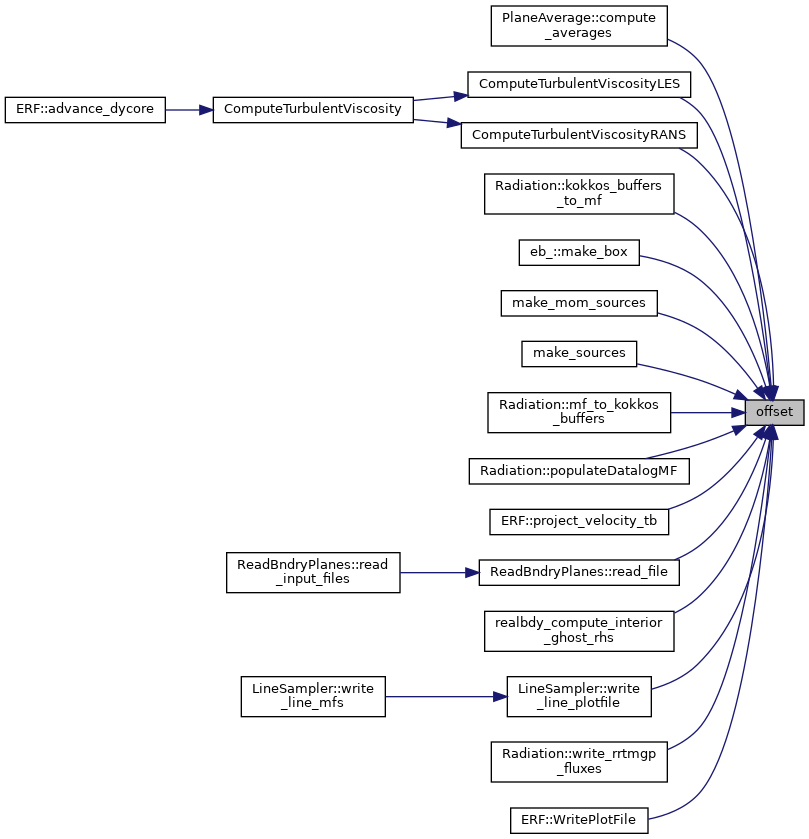 PlaneAverage::compute
_averages
ComputeTurbulentViscosityLES
ERF::advance_dycore
ComputeTurbulentViscosity
ComputeTurbulentViscosityRANS
Radiation::kokkos_buffers
_to_mf
eb_::make_box
make_mom_sources
make_sources
Radiation::mf_to_kokkos
_buffers
offset
Radiation::populateDatalogMF
ERF::project_velocity_tb
ReadBndryPlanes::read
_input_files
ReadBndryPlanes::read_file
realbdy_compute_interior
_ghost_rhs
LineSampler::write
_line_mfs
LineSampler::write
_line_plotfile
Radiation::write_rrtmgp
_fluxes
ERF::WritePlotFile